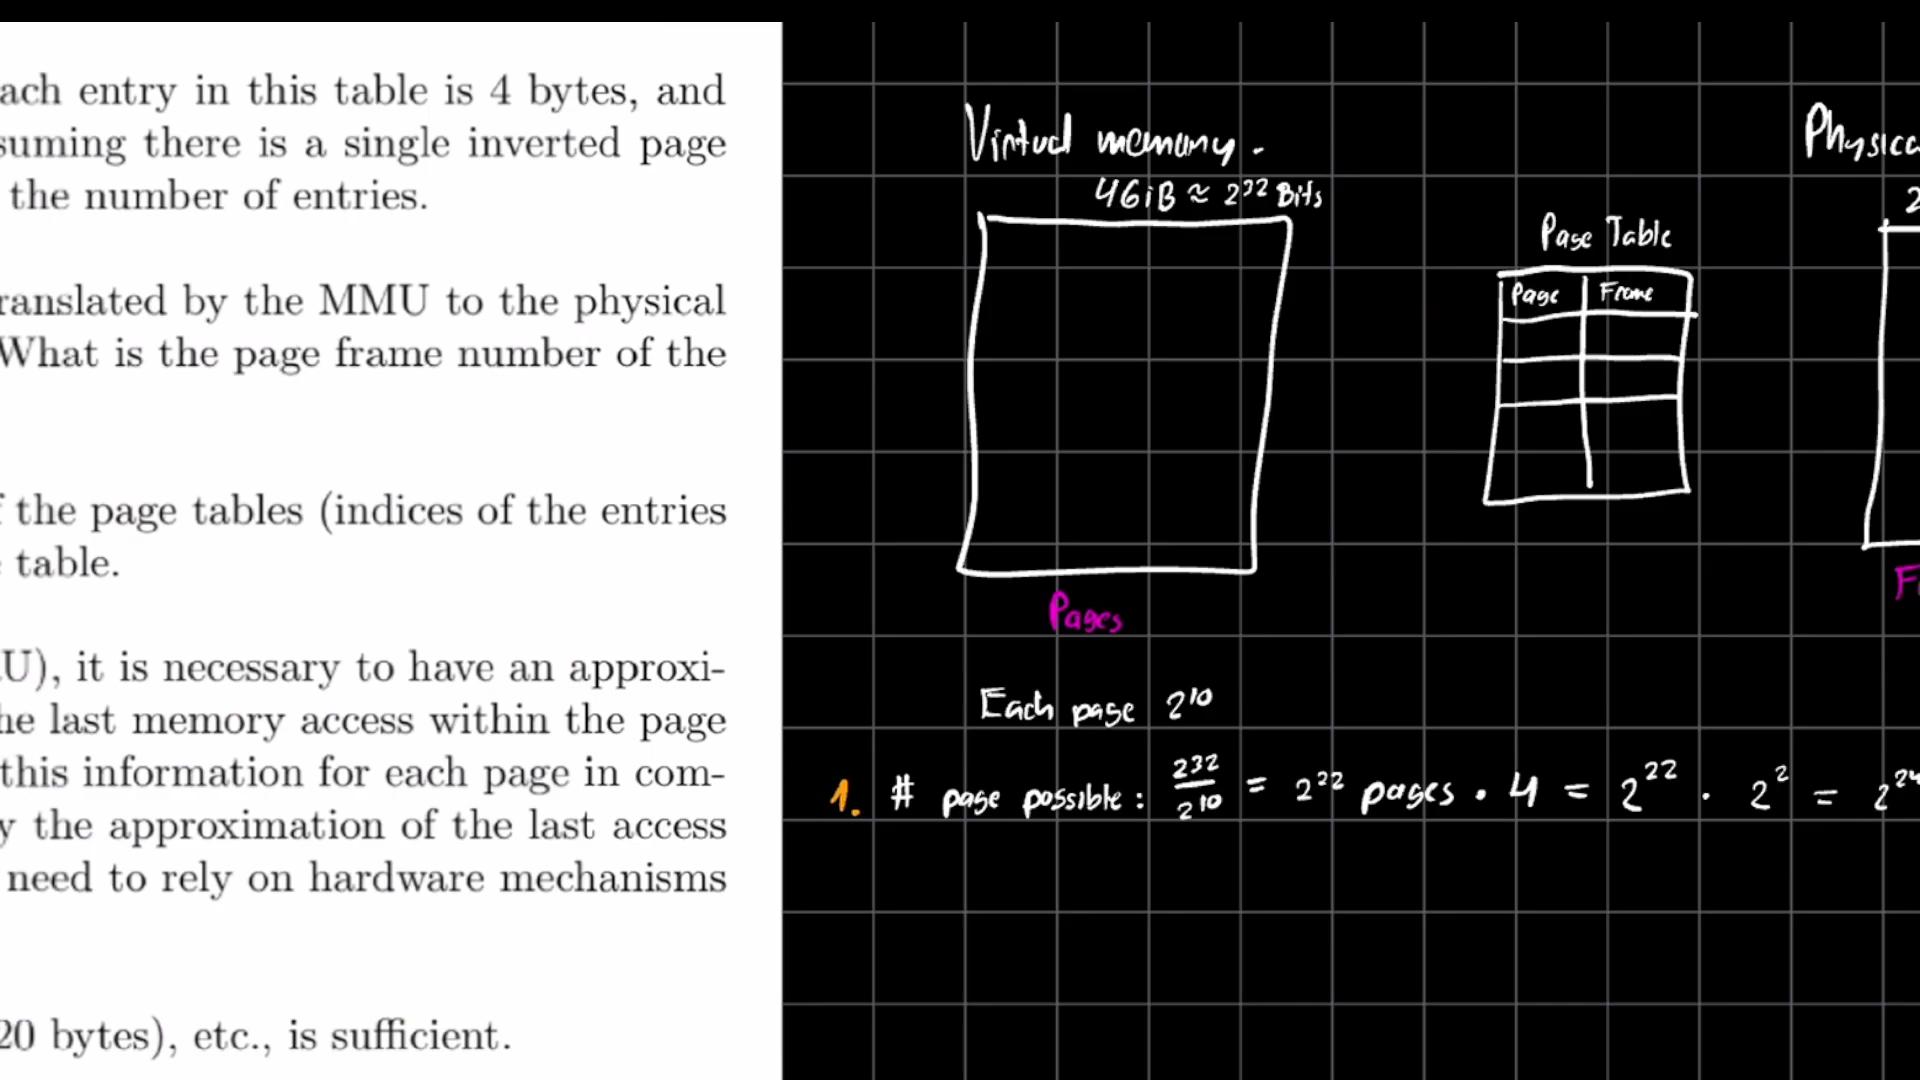 ach entry in this table is 4 bytes, and
suming there is a single inverted page
the number of entries.
ranslated by the MMU to the physical
What is the page frame number of the
f the page tables (indices of the entries
table.
U), it is necessary to have an approxi-
he last memory access within the page
this information for each page in com-
y the approximation of the last access
need to rely on hardware mechanisms
20 bytes), etc., is sufficient.
Virtual memory.
4GiB ≈ 2^32 Bits
Pages
Page Table
Page Frame
Physica
2
F
Each page 2^10
1. # page possible: 2^32/2^10 = 2^22 pages · 4 = 2^22 · 2^2 = 2^24